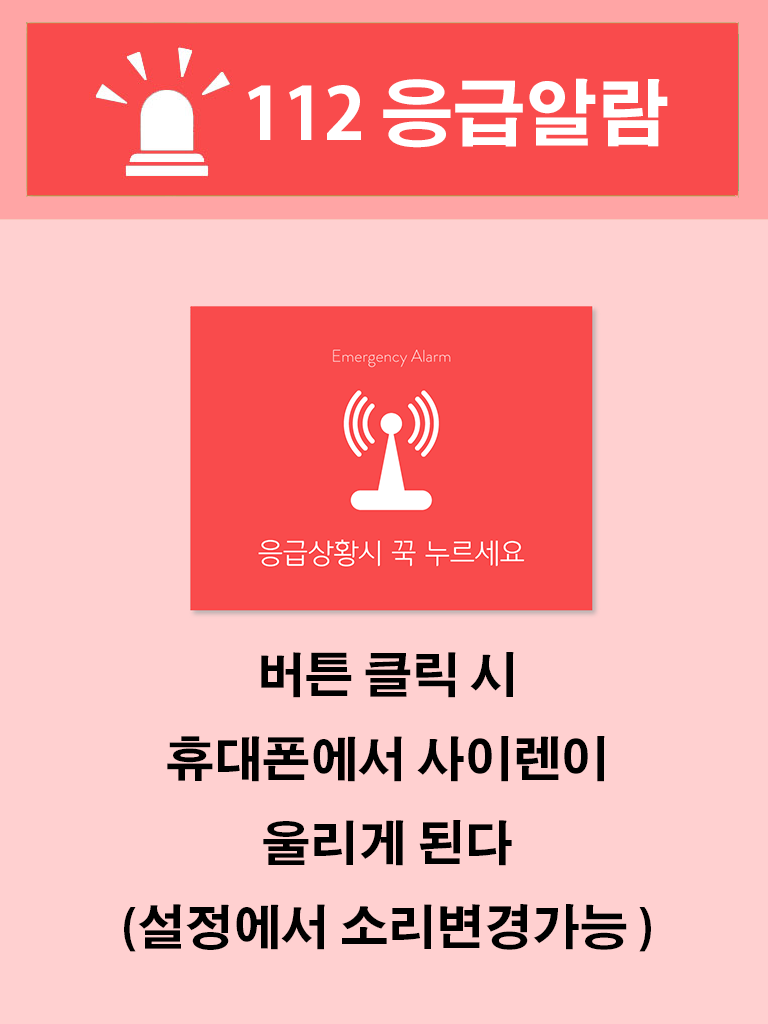 112 응급알람
Emergency Alarm
응급상황시 꾹 누르세요
버튼 클릭 시
휴대폰에서 사이렌이
울리게 된다
(설정에서 소리변경가능 )